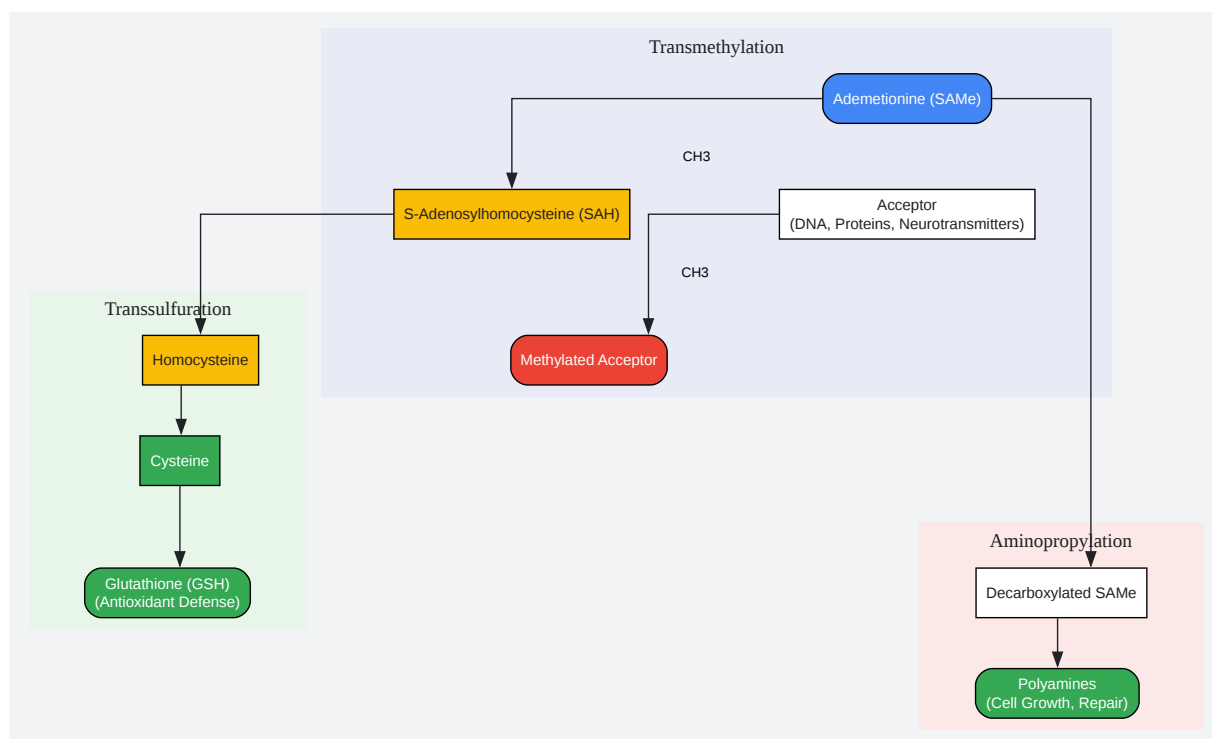 Transmethylation
Ademetionine (SAMe)
CH3
S-Adenosylhomocysteine (SAH)
Acceptor
(DNA, Proteins, Neurotransmitters)
CH3
Transsulfuration
Homocysteine
Methylated Acceptor
Cysteine
Glutathione (GSH)
(Antioxidant Defense)
Aminopropylation
Decarboxylated SAMe
Polyamines
(Cell Growth, Repair)